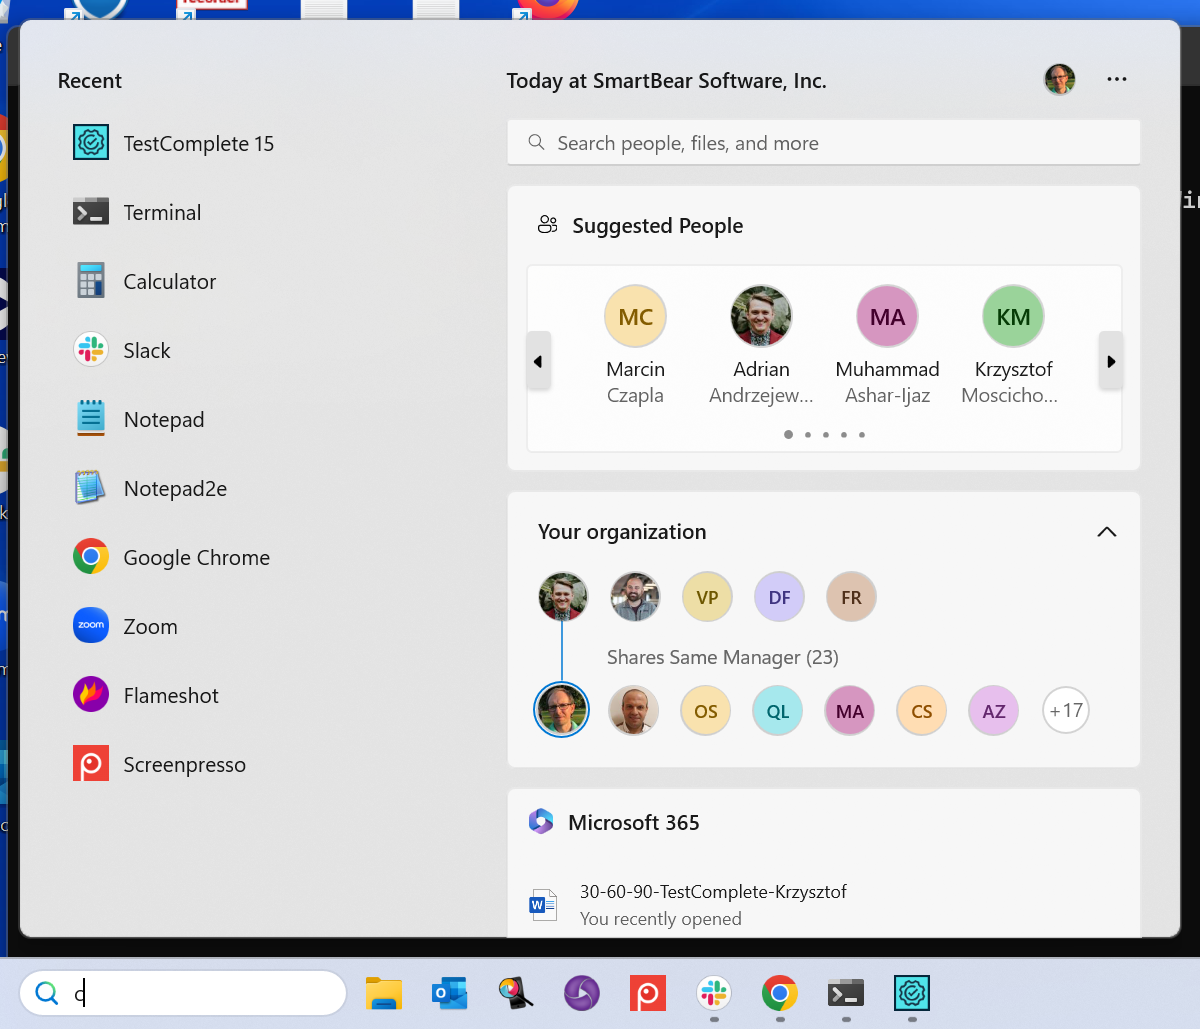 Recent
TestComplete 15
Terminal
Calculator
Slack
Notepad
Notepad2e
Google Chrome
zoom
Zoom
Flameshot
Screenpresso
Today at SmartBear Software, Inc.
Search people, files, and more
Suggested People
MC
MA
KM
Marcin
Adrian
Muhammad
Krzysztof
Czapla
Andrzejew...
Ashar-Ijaz
Moscicho...
Your organization
VP
DF
FR
Shares Same Manager (23)
OS
QL
MA
CS
AZ
+17
Microsoft 365
W
30-60-90-TestComplete-Krzysztof
You recently opened
c